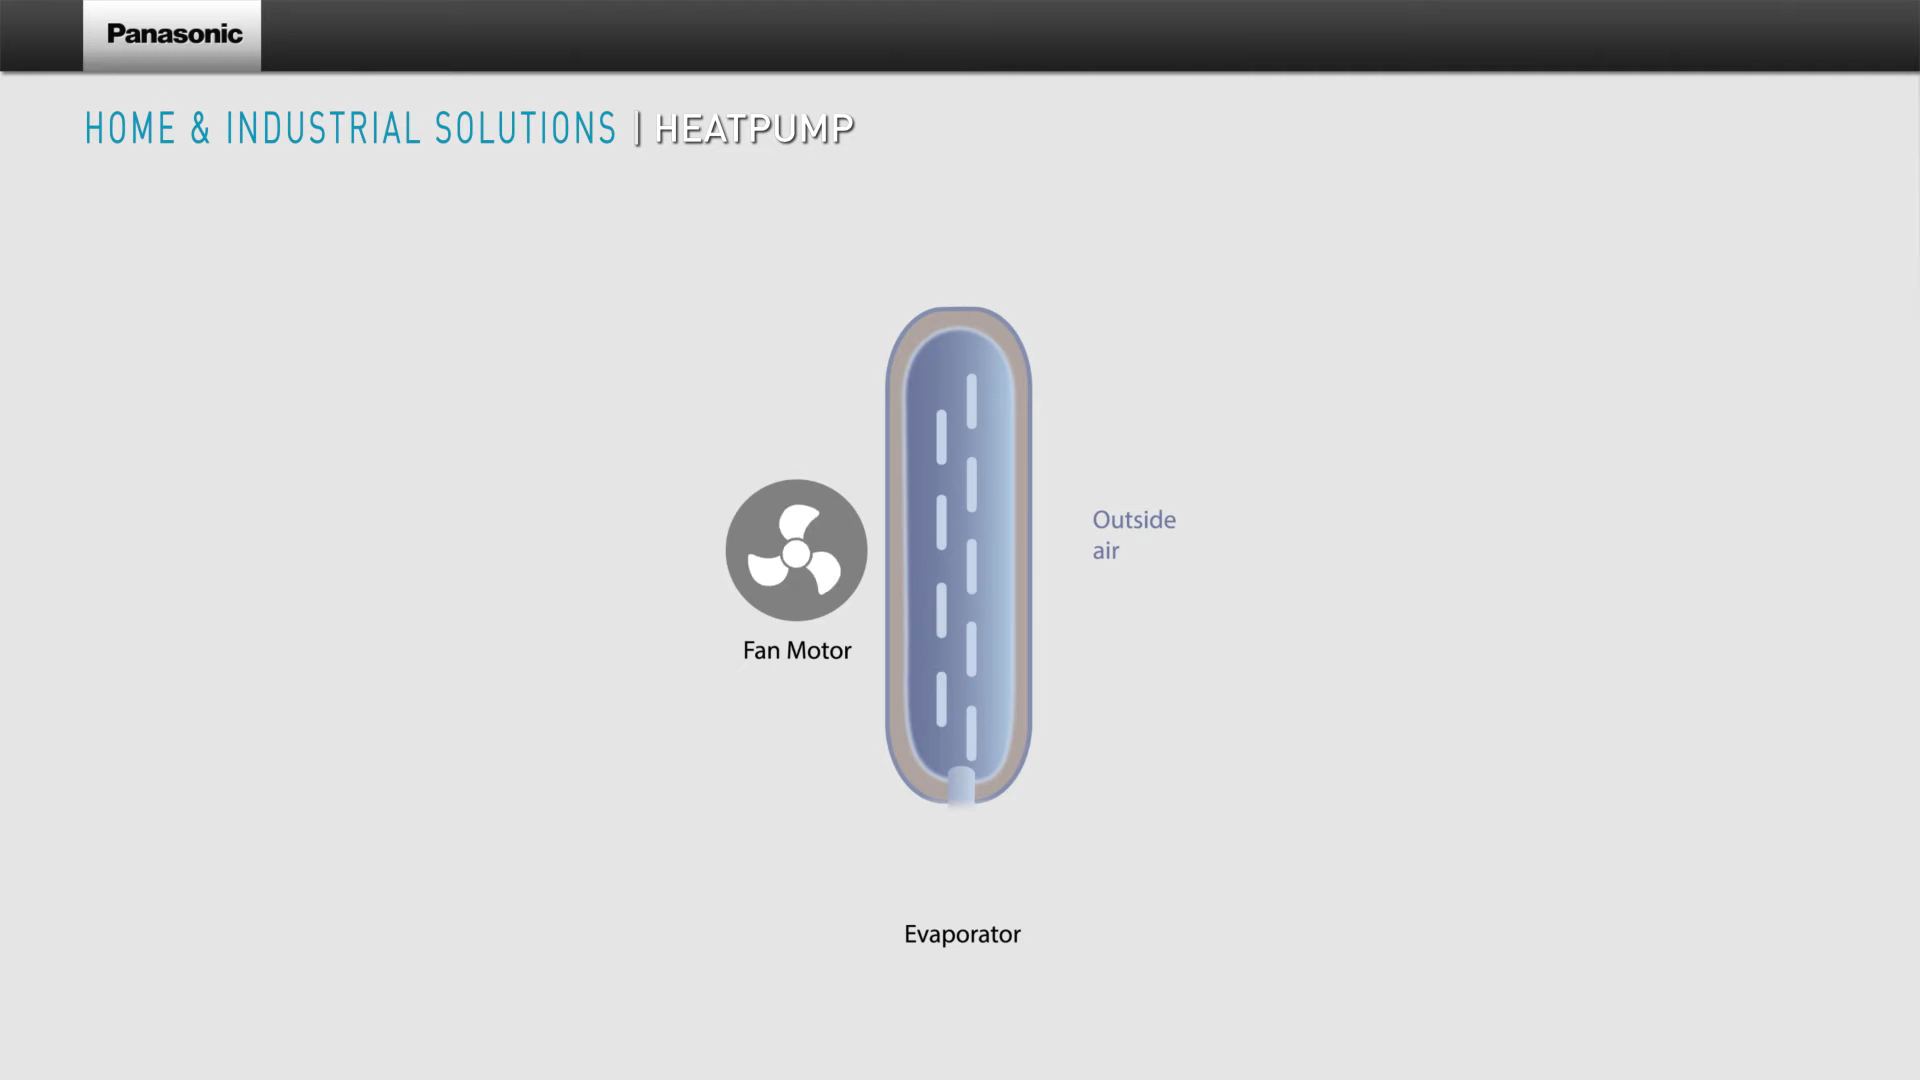 Panasonic
HOME & INDUSTRIAL SOLUTIONS | HEATPUMP
Outside
air
Fan Motor
Evaporator